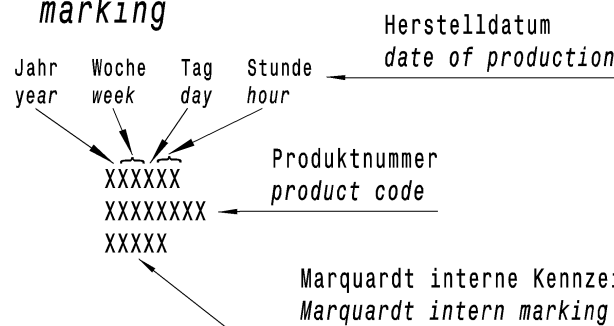 marking
Herstelldatum
date of production
Jahr Woche Tag Stunde
year week day hour
XXXXXX
Produktnummer
product code
XXXXXXXX
XXXXX
Marquardt interne
Marquardt intern marking